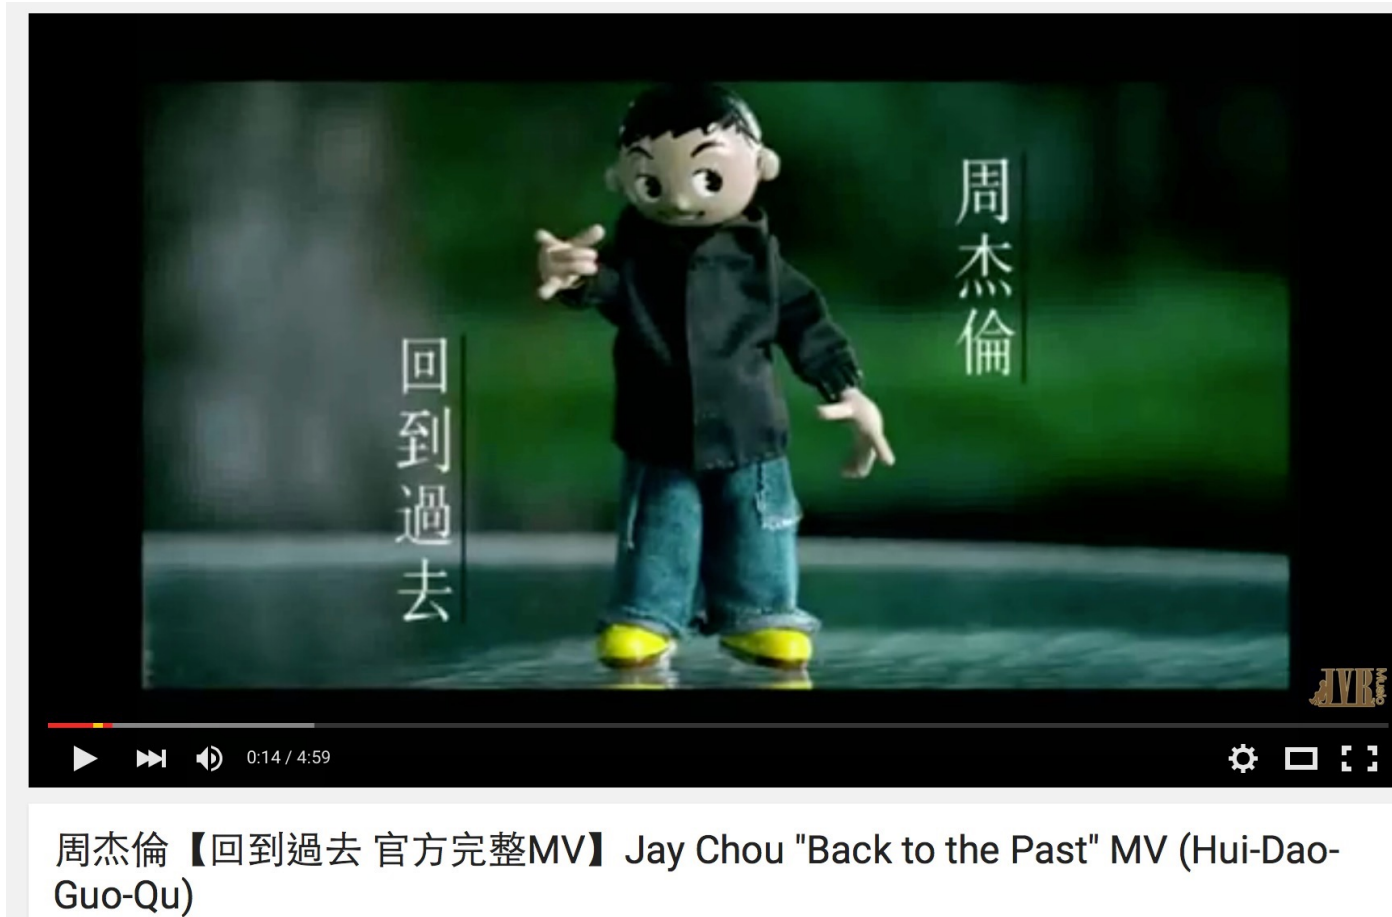 周杰倫
回到過去
JVR Music
0:14 / 4:59
周杰倫【回到過去 官方完整MV】Jay Chou "Back to the Past" MV (Hui-Dao-
Guo-Qu)